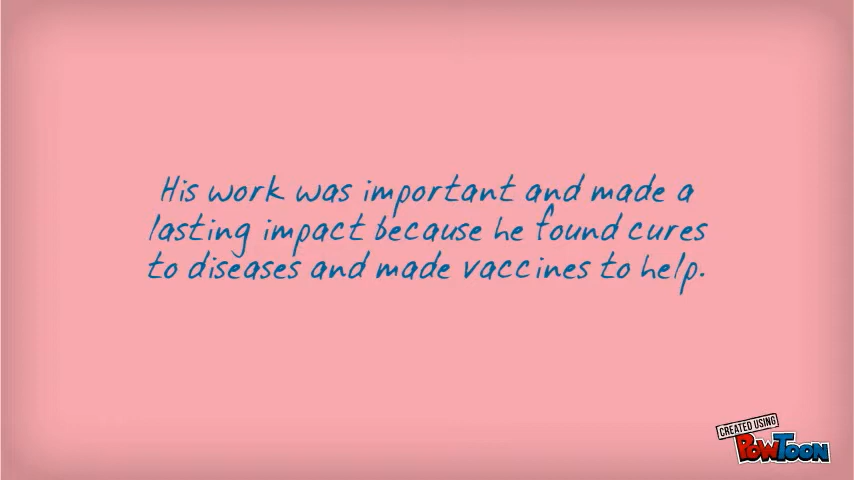 His work was important and made a
lasting impact because he found cures
to diseases and made vaccines to help.
CREATED USING
POWTOON